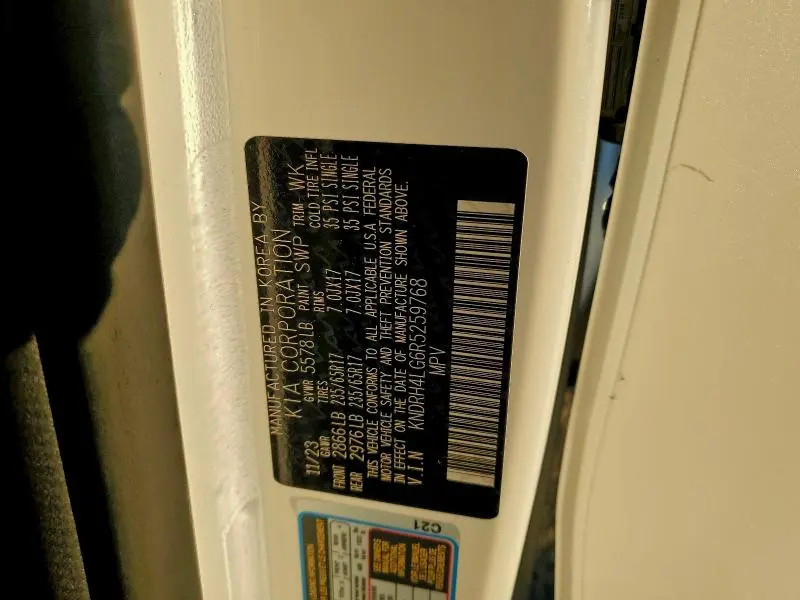 MANUFACTURED IN KOREA BY
KIA CORPORATION
11/23 GVWR 5578LB PAINT SWP TRIM WK
GAWR TIRES RIMS COLD TIRE INFL
FRONT 2866LB 235/65R17 7.0JX17 35 PSI SINGLE
REAR 2976LB 235/65R17 7.0JX17 35 PSI SINGLE
THIS VEHICLE CONFORMS TO ALL APPLICABLE U.S.A FEDERAL
MOTOR VEHICLE SAFETY AND THEFT PREVENTION STANDARDS
IN EFFECT ON THE DATE OF MANUFACTURE SHOWN ABOVE.
V.I.N KNDRH4LG6R5259768
MPV
C21